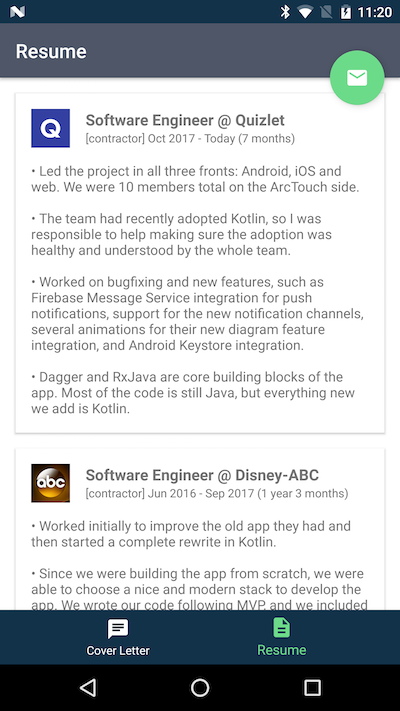 11:20
Resume
Q
Software Engineer @ Quizlet
[contractor] Oct 2017 - Today (7 months)
• Led the project in all three fronts: Android, iOS and
web. We were 10 members total on the ArcTouch side.
• The team had recently adopted Kotlin, so I was
responsible to help making sure the adoption was
healthy and understood by the whole team.
• Worked on bugfixing and new features, such as
Firebase Message Service integration for push
notifications, support for the new notification channels,
several animations for their new diagram feature
integration, and Android Keystore integration.
• Dagger and RxJava are core building blocks of the
app. Most of the code is still Java, but everything new
we add is Kotlin.
abc
Software Engineer @ Disney-ABC
[contractor] Jun 2016 - Sep 2017 (1 year 3 months)
• Worked initially to improve the old app they had and
then started a complete rewrite in Kotlin.
• Since we were building the app from scratch, we were
able to choose a nice and modern stack to develop the
app. We wrote our code following MVP and we included
Cover Letter
Resume